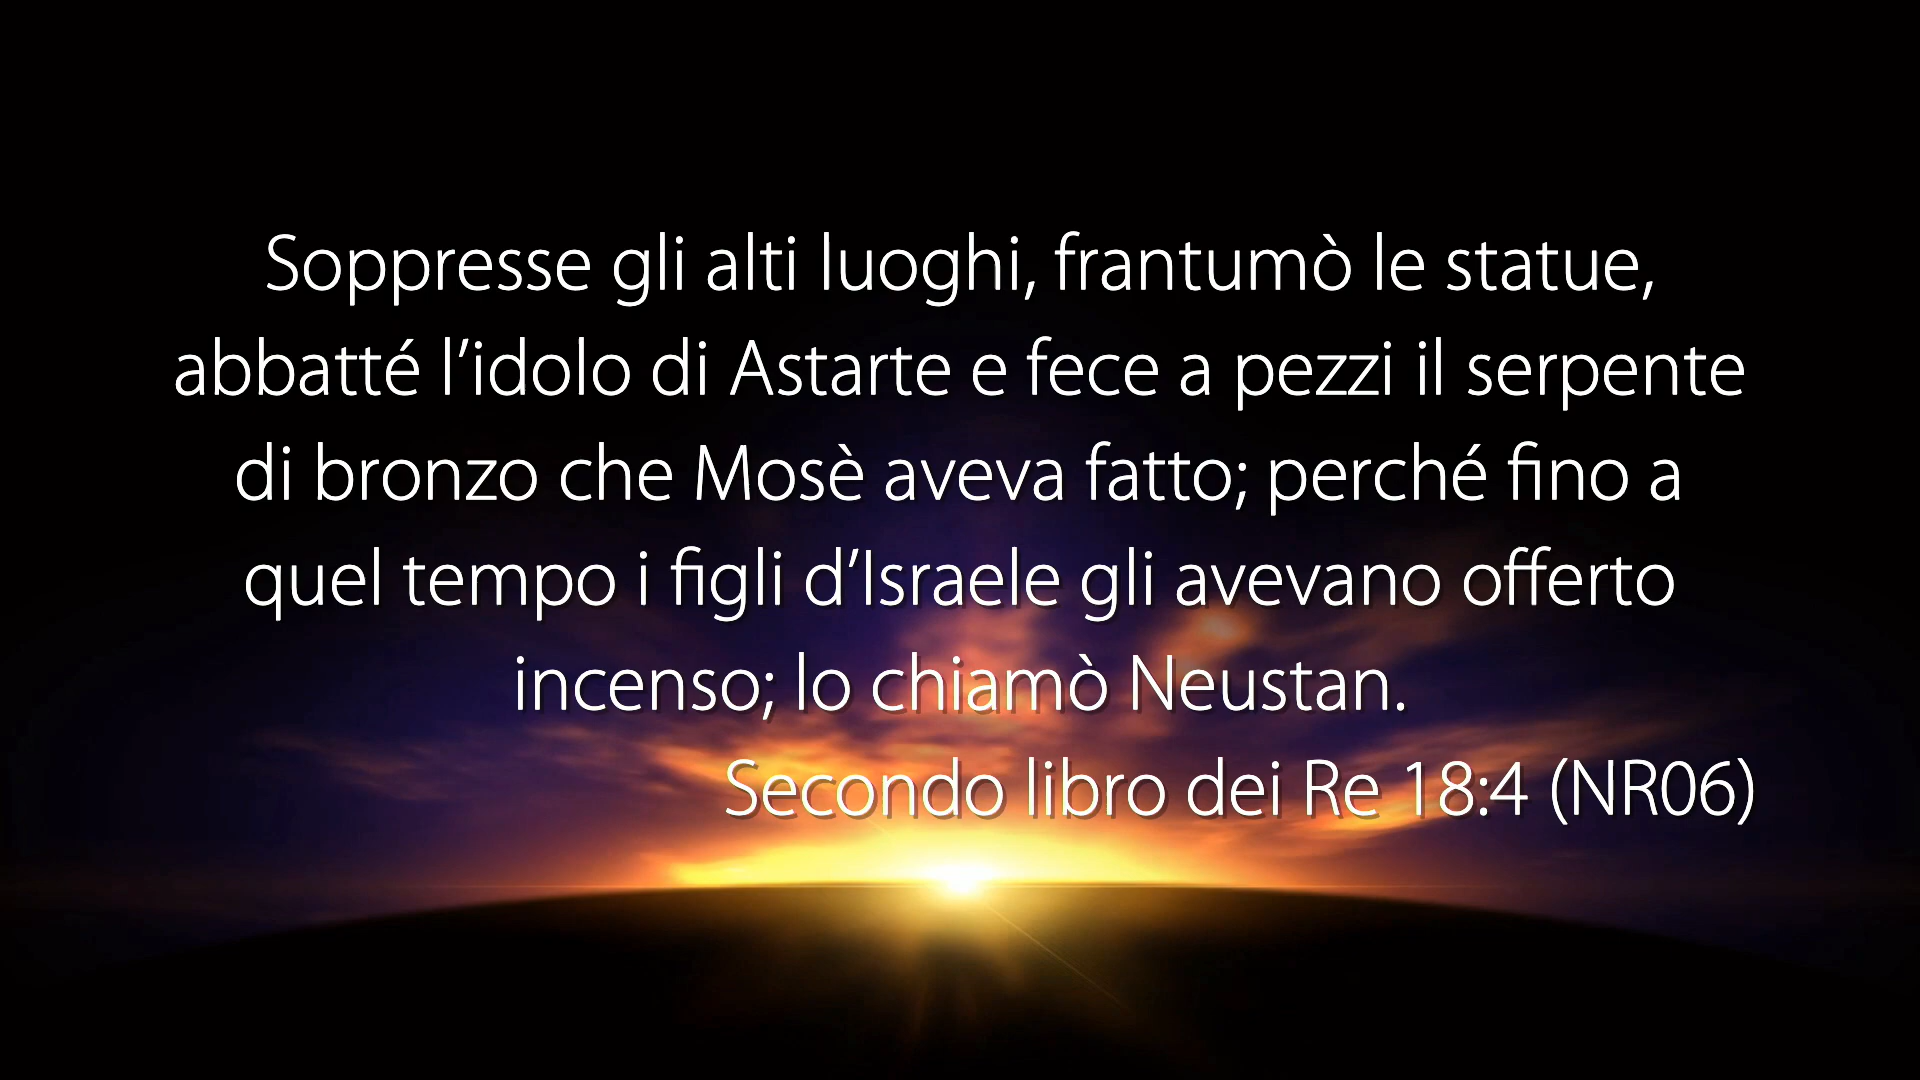 Soppresse gli alti luoghi, frantumò le statue,
abbatté l’idolo di Astarte e fece a pezzi il serpente
di bronzo che Mosè aveva fatto; perché fino a
quel tempo i figli d’Israele gli avevano offerto
incenso; lo chiamò Neustan.
Secondo libro dei Re 18:4 (NR06)